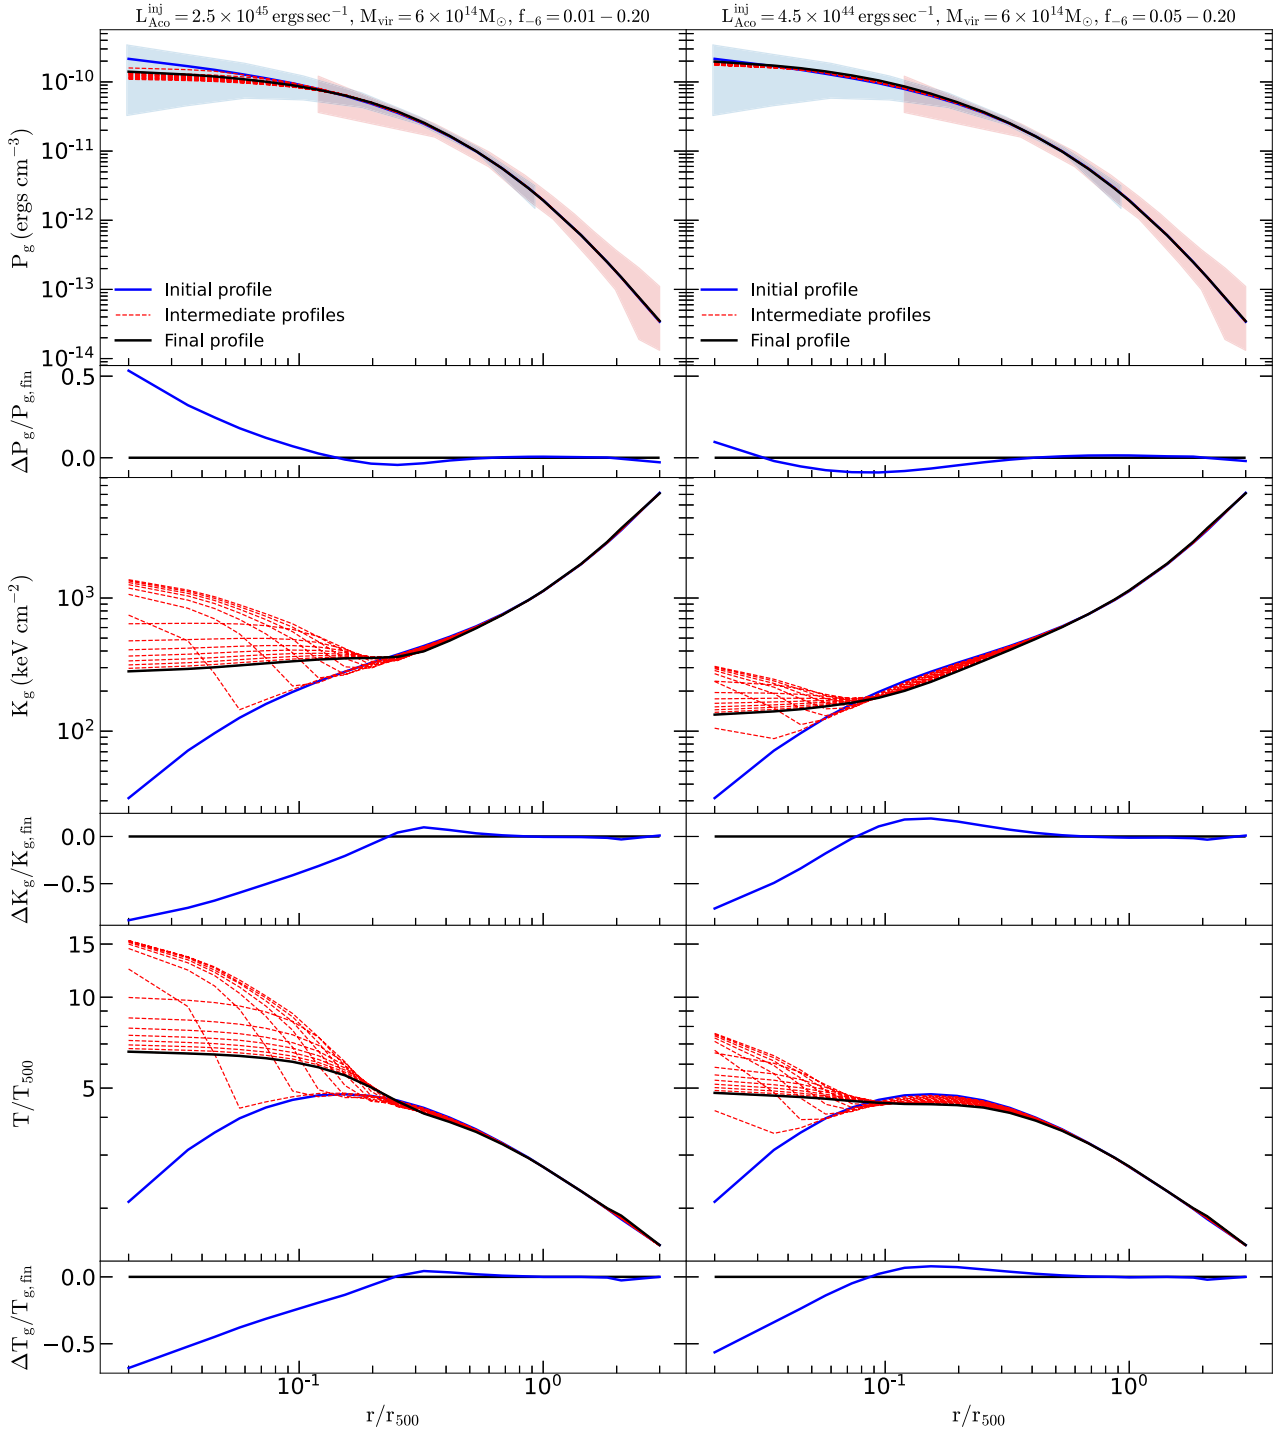 L_Aco^inj = 2.5 × 10^45 ergs sec^−1, M_vir = 6 × 10^14 M_⊙, f_−6 = 0.01 − 0.20
L_Aco^inj = 4.5 × 10^44 ergs sec^−1, M_vir = 6 × 10^14 M_⊙, f_−6 = 0.05 − 0.20
P_g (ergs cm^−3)
10^-10
10^-11
10^-12
10^-13
10^-14
Initial profile
Intermediate profiles
Final profile
Initial profile
Intermediate profiles
Final profile
ΔP_g/P_g,fin
0.5
0.0
K_g (keV cm^−2)
10^3
10^2
ΔK_g/K_g,fin
0.0
−0.5
T/T_500
15
10
5
ΔT_g/T_g,fin
0.0
−0.5
10^-1
10^0
10^-1
10^0
r/r_500
r/r_500